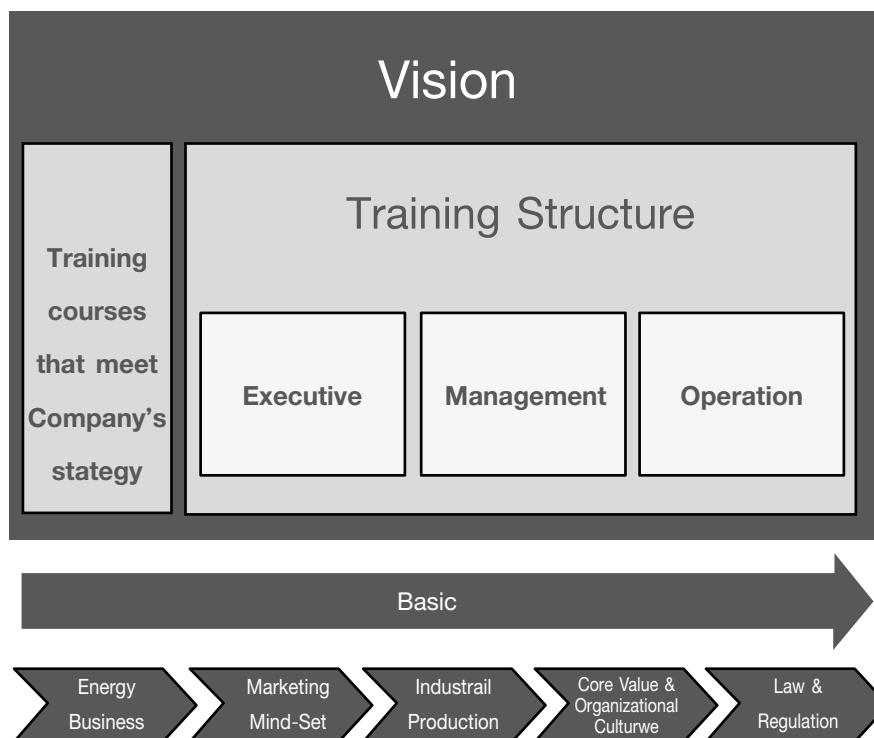 Vision
Training
courses
that meet
Company's
stategy
Training Structure
Executive
Management
Operation
Basic
Energy
Business
Marketing
Mind-Set
Industrail
Production
Core Value &
Organizational
Culturwe
Law &
Regulation